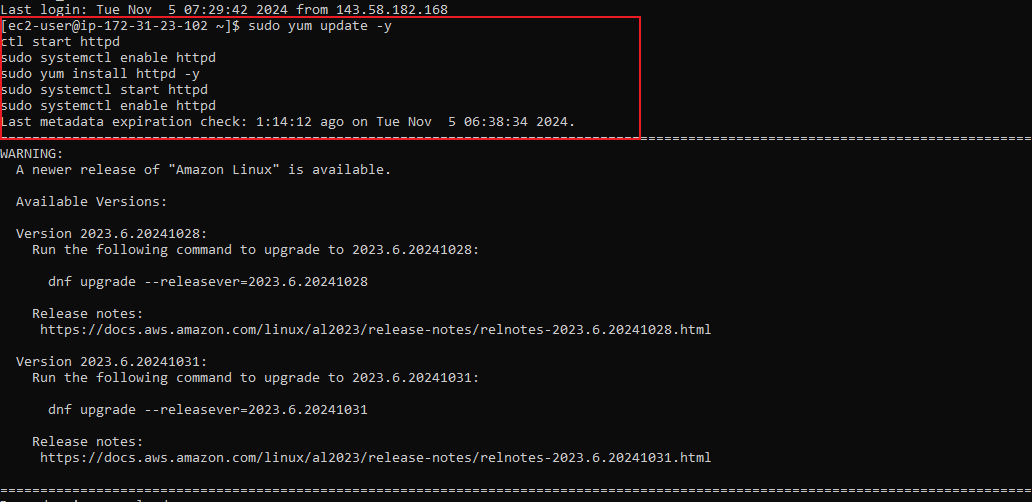 Last login: Tue Nov  5 07:29:42 2024 from 143.58.182.168
[ec2-user@ip-172-31-23-102 ~]$ sudo yum update -y
ctl start httpd
sudo systemctl enable httpd
sudo yum install httpd -y
sudo systemctl start httpd
sudo systemctl enable httpd
Last metadata expiration check: 1:14:12 ago on Tue Nov  5 06:38:34 2024.
================================================================================
WARNING:
  A newer release of "Amazon Linux" is available.

  Available Versions:

  Version 2023.6.20241028:
    Run the following command to upgrade to 2023.6.20241028:

      dnf upgrade --releasever=2023.6.20241028

    Release notes:
     https://docs.aws.amazon.com/linux/al2023/release-notes/relnotes-2023.6.20241028.html

  Version 2023.6.20241031:
    Run the following command to upgrade to 2023.6.20241031:

      dnf upgrade --releasever=2023.6.20241031

    Release notes:
     https://docs.aws.amazon.com/linux/al2023/release-notes/relnotes-2023.6.20241031.html

=================================================================================================================================